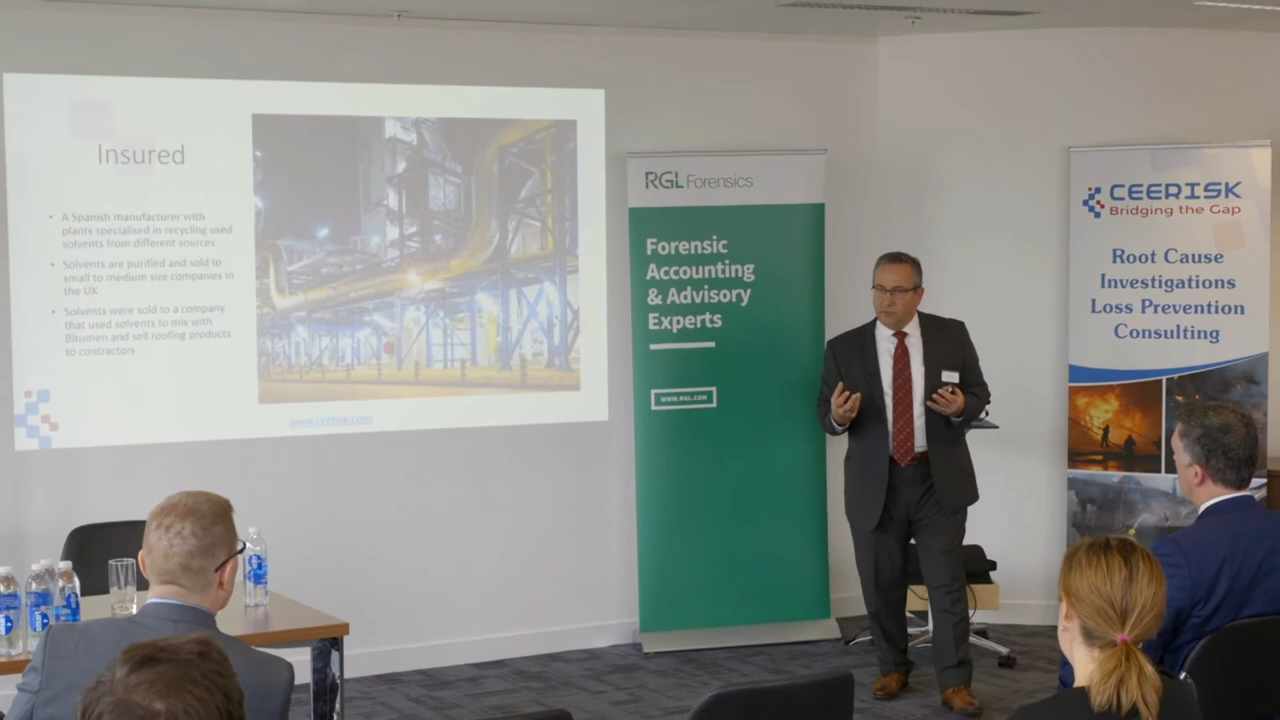 Insured
• A Spanish manufacturer with
plants specialised in recycling used
solvents from different sources
• Solvents are purified and sold to
small to medium size companies in
the UK
• Solvents were sold to a company
that used solvents to mix with
Bitumen and sell roofing products
to contractors
www.ceerisk.com
RGL Forensics
Forensic
Accounting
& Advisory
Experts
WWW.RGL.COM
CEERISK
Bridging the Gap
Root Cause
Investigations
Loss Prevention
Consulting